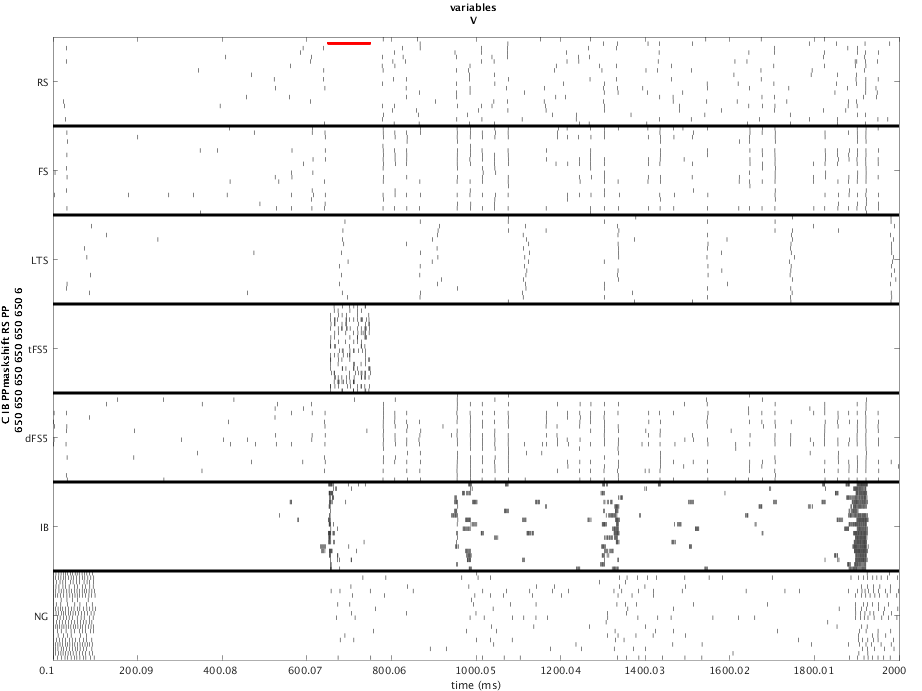 variables
V
RS
FS
LTS
tFS5
dFS5
IB
NG
C IB PPmaskshift RS PP
650 650 650 650 650 650 6
0.1 200.09 400.08 600.07 800.06 1000.05 1200.04 1400.03 1600.02 1800.01 2000
time (ms)